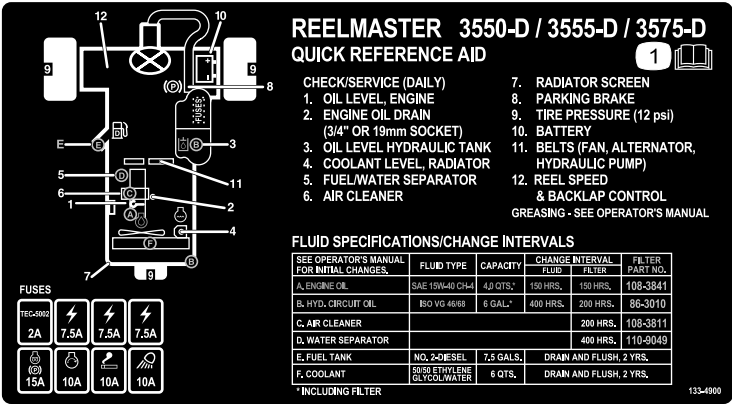 REELMASTER 3550-D / 3555-D / 3575-D
QUICK REFERENCE AID
1
CHECK/SERVICE (DAILY)
1. OIL LEVEL, ENGINE
2. ENGINE OIL DRAIN
(3/4" OR 19mm SOCKET)
3. OIL LEVEL HYDRAULIC TANK
4. COOLANT LEVEL, RADIATOR
5. FUEL/WATER SEPARATOR
6. AIR CLEANER
7. RADIATOR SCREEN
8. PARKING BRAKE
9. TIRE PRESSURE (12 psi)
10. BATTERY
11. BELTS (FAN, ALTERNATOR,
HYDRAULIC PUMP)
12. REEL SPEED
& BACKLAP CONTROL
GREASING - SEE OPERATOR'S MANUAL
12
10
9
9
(P)
8
FUSES
E
E
B
3
5
D
11
6
C
1
A
2
F
4
7
B
9
FUSES
TEC-5002
2A
7.5A
7.5A
7.5A
(P)
15A
10A
10A
10A
FLUID SPECIFICATIONS/CHANGE INTERVALS
SEE OPERATOR'S MANUAL FOR INITIAL CHANGES. FLUID TYPE CAPACITY CHANGE INTERVAL FLUID FILTER FILTER PART NO.
A. ENGINE OIL SAE 15W-40 CH-4 4.0 QTS.* 150 HRS. 150 HRS. 108-3841
B. HYD. CIRCUIT OIL ISO VG 46/68 6 GAL.* 400 HRS. 200 HRS. 86-3010
C. AIR CLEANER 200 HRS. 108-3811
D. WATER SEPARATOR 400 HRS. 110-9049
E. FUEL TANK NO. 2-DIESEL 7.5 GALS. DRAIN AND FLUSH, 2 YRS.
F. COOLANT 50/50 ETHYLENE GLYCOL/WATER 6 QTS. DRAIN AND FLUSH, 2 YRS.
* INCLUDING FILTER
133-4900